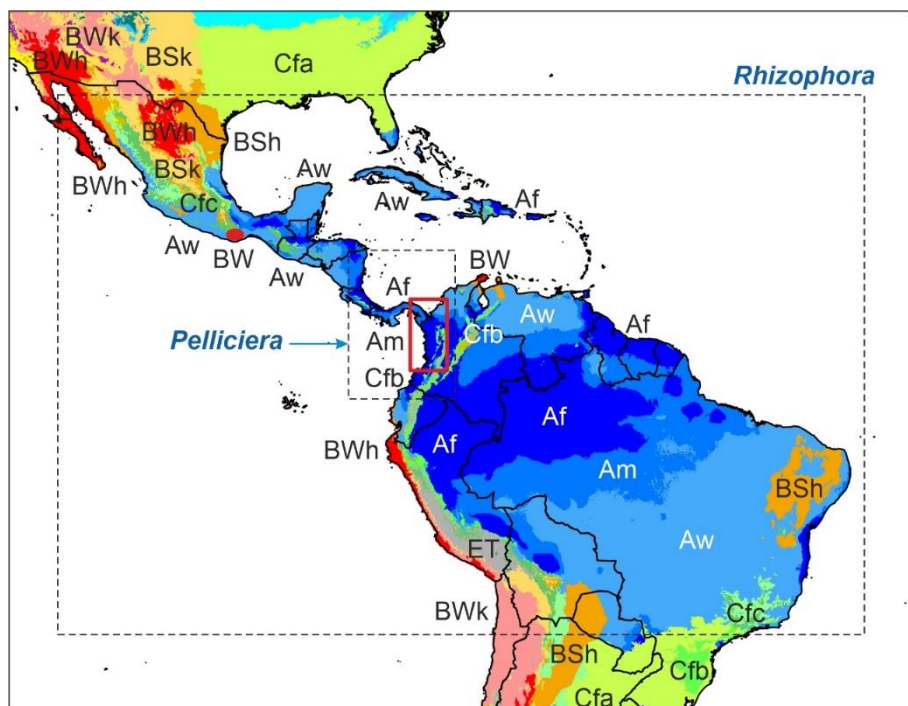 BWk
BWh
BSk
Cfa
Rhizophora
BWh
BSh
BWh
BSk
Aw
Cfc
Aw
Af
Aw
BW
Aw
BW
Af
Aw
Af
Pelliciera
Am
Cfb
Cfb
Af
Af
BWh
Am
BSh
Aw
ET
BWk
Cfc
BSh
Cfb
Cfa